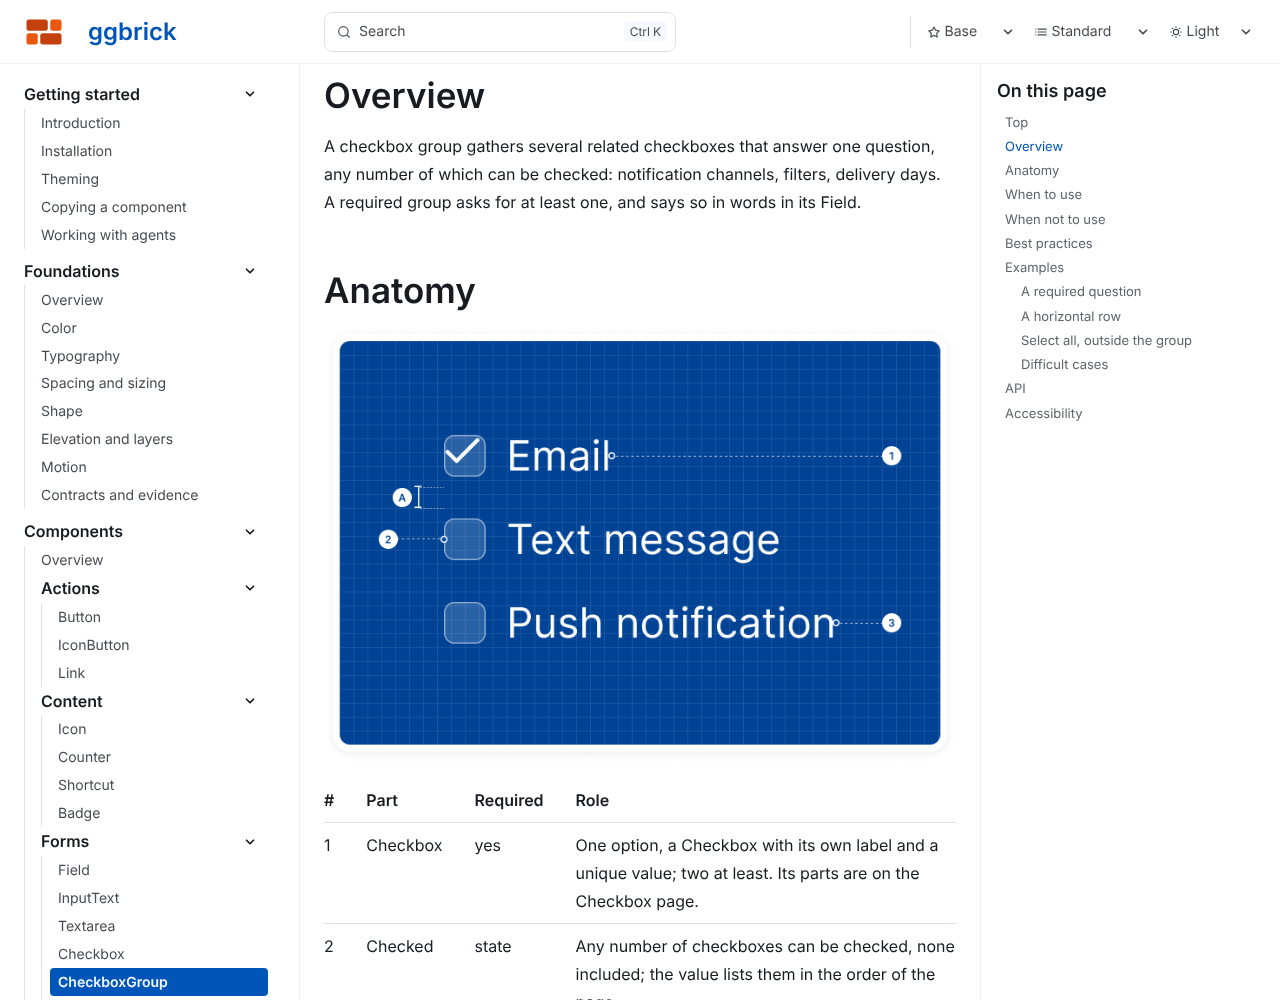 ggbrick
Search
Ctrl K
Base
Standard
Light
Getting started
Introduction
Installation
Theming
Copying a component
Working with agents
Foundations
Overview
Color
Typography
Spacing and sizing
Shape
Elevation and layers
Motion
Contracts and evidence
Components
Overview
Actions
Button
IconButton
Link
Content
Icon
Counter
Shortcut
Badge
Forms
Field
InputText
Textarea
Checkbox
CheckboxGroup
Overview
A checkbox group gathers several related checkboxes that answer one question,
any number of which can be checked: notification channels, filters, delivery days.
A required group asks for at least one, and says so in words in its Field.
Anatomy
Email
1
A
2
Text message
Push notification
3
# Part Required Role
1 Checkbox yes One option, a Checkbox with its own label and a
unique value; two at least. Its parts are on the
Checkbox page.
2 Checked state Any number of checkboxes can be checked, none
included; the value lists them in the order of the
On this page
Top
Overview
Anatomy
When to use
When not to use
Best practices
Examples
A required question
A horizontal row
Select all, outside the group
Difficult cases
API
Accessibility